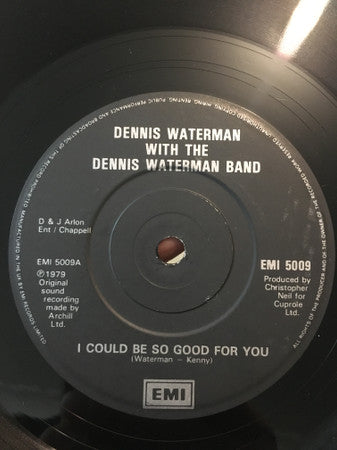 DENNIS WATERMAN
WITH THE
DENNIS WATERMAN BAND
D & J Arlon
Ent / Chappell
EMI 5009A
Ⓟ1979
Original
sound
recording
made by
Archill
Ltd.
EMI 5009
Produced by
Christopher
Neil for
Cuprole
Ltd.
I COULD BE SO GOOD FOR YOU
(Waterman - Kenny)
EMI